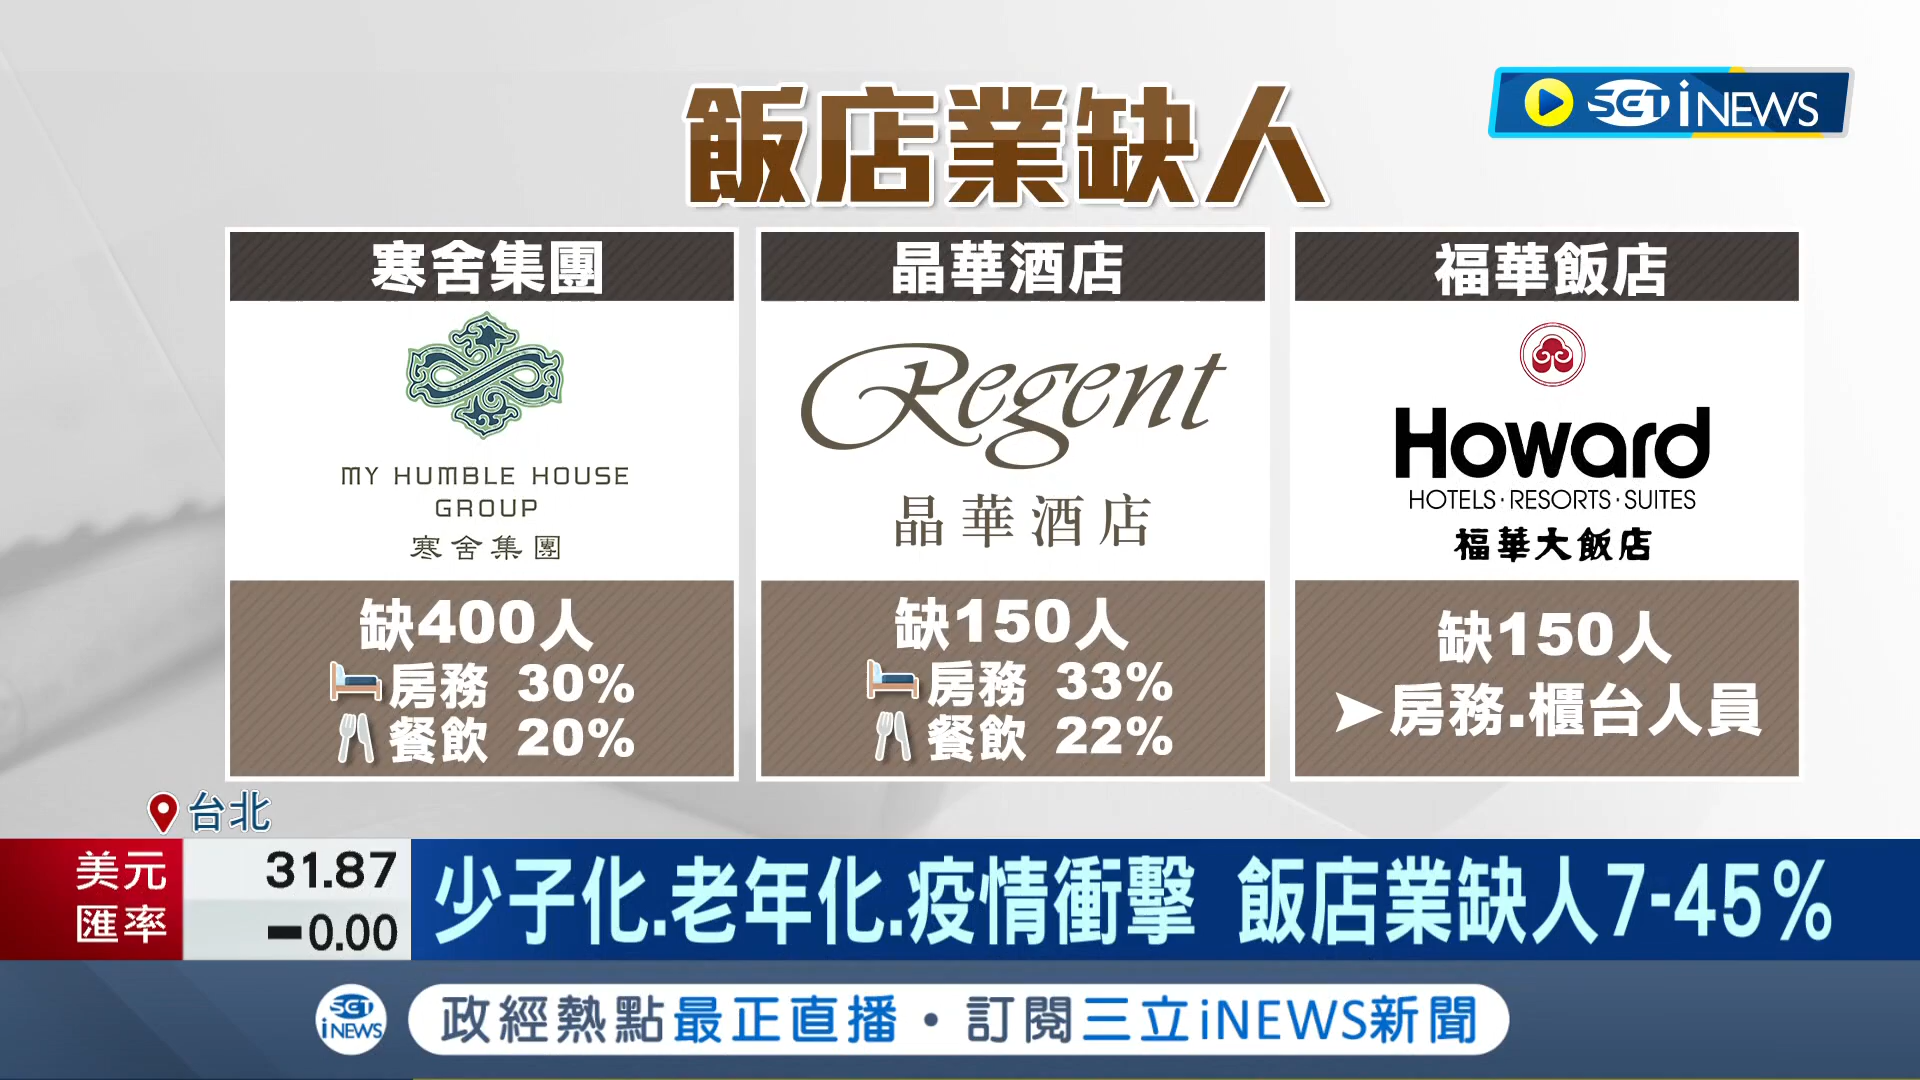 飯店業缺人
SET iNEWS
寒舍集團
MY HUMBLE HOUSE
GROUP
寒舍集團
缺400人
房務 30%
餐飲 20%
晶華酒店
Regent
晶華酒店
缺150人
房務 33%
餐飲 22%
福華飯店
Howard
HOTELS·RESORTS·SUITES
福華大飯店
缺150人
➤房務.櫃台人員
台北
美元
匯率
31.87
-0.00
少子化.老年化.疫情衝擊 飯店業缺人7-45%
SET
iNEWS
政經熱點最正直播・訂閱三立iNEWS新聞